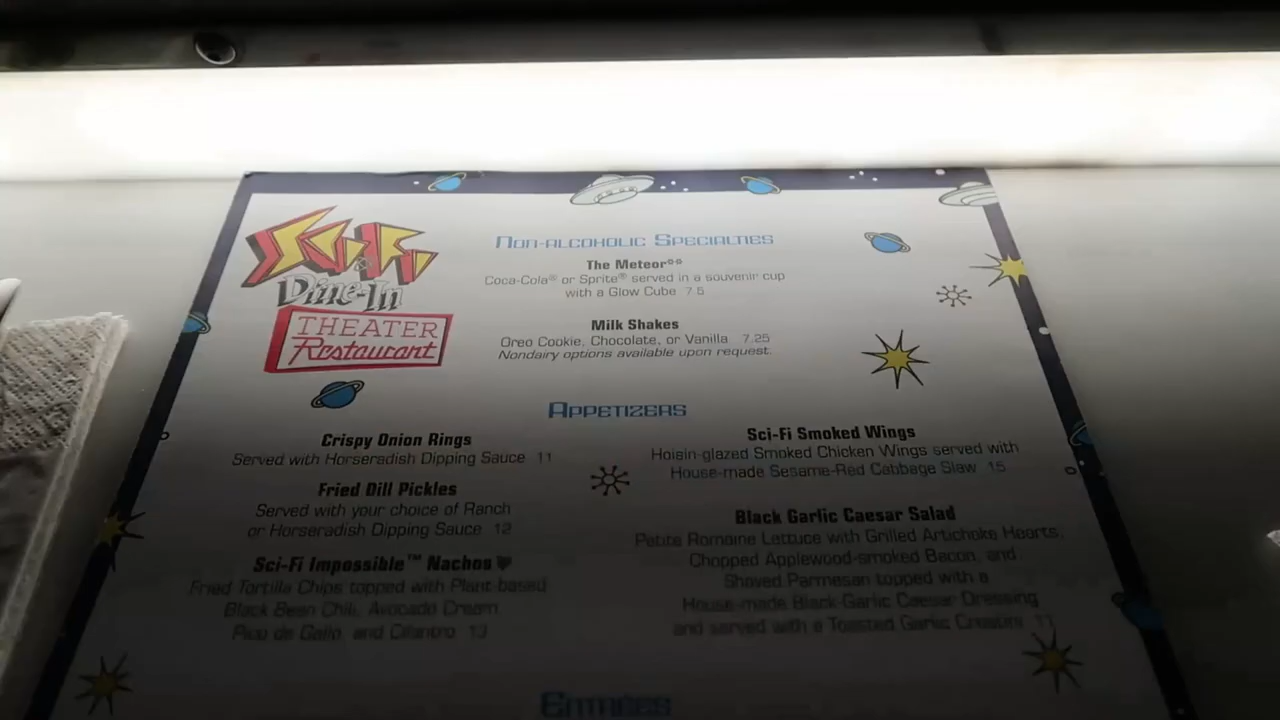 Sci-Fi
&
Dine-In
THEATER
Restaurant
Non-alcoholic Specialties
The Meteor**
Coca-Cola® or Sprite® served in a souvenir cup
with a Glow Cube 7.5
Milk Shakes
Oreo Cookie, Chocolate, or Vanilla 7.25
Nondairy options available upon request.
Appetizers
Crispy Onion Rings
Served with Horseradish Dipping Sauce 11
Fried Dill Pickles
Served with your choice of Ranch
or Horseradish Dipping Sauce 12
Sci-Fi Impossible™ Nachos
Fried Tortilla Chips topped with Plant-based
Black Bean Chili, Avocado Cream,
Pico de Gallo, and Cilantro 13
Sci-Fi Smoked Wings
Hoisin-glazed Smoked Chicken Wings served with
House-made Sesame-Red Cabbage Slaw 15
Black Garlic Caesar Salad
Petite Romaine Lettuce with Grilled Artichoke Hearts,
Chopped Applewood-smoked Bacon, and
Shaved Parmesan topped with a
House-made Black-Garlic Caesar Dressing
and served with a Toasted Garlic Crostini 11
Entrées